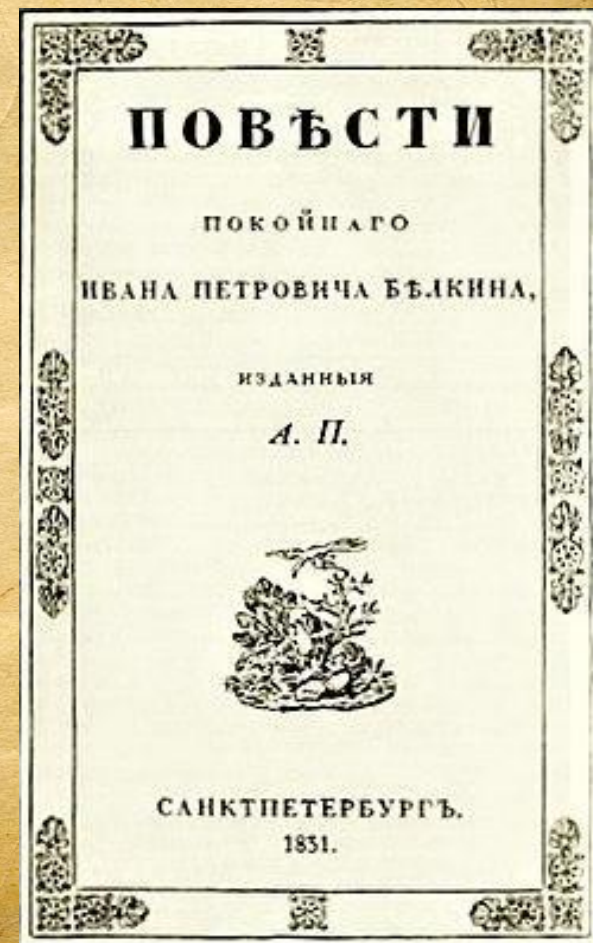 ПОВѢСТИ
ПОКОЙНАГО
ИВАНА ПЕТРОВИЧА БѢЛКИНА,
ИЗДАННЫЯ
А. П.
САНКТПЕТЕРБУРГЪ.
1831.